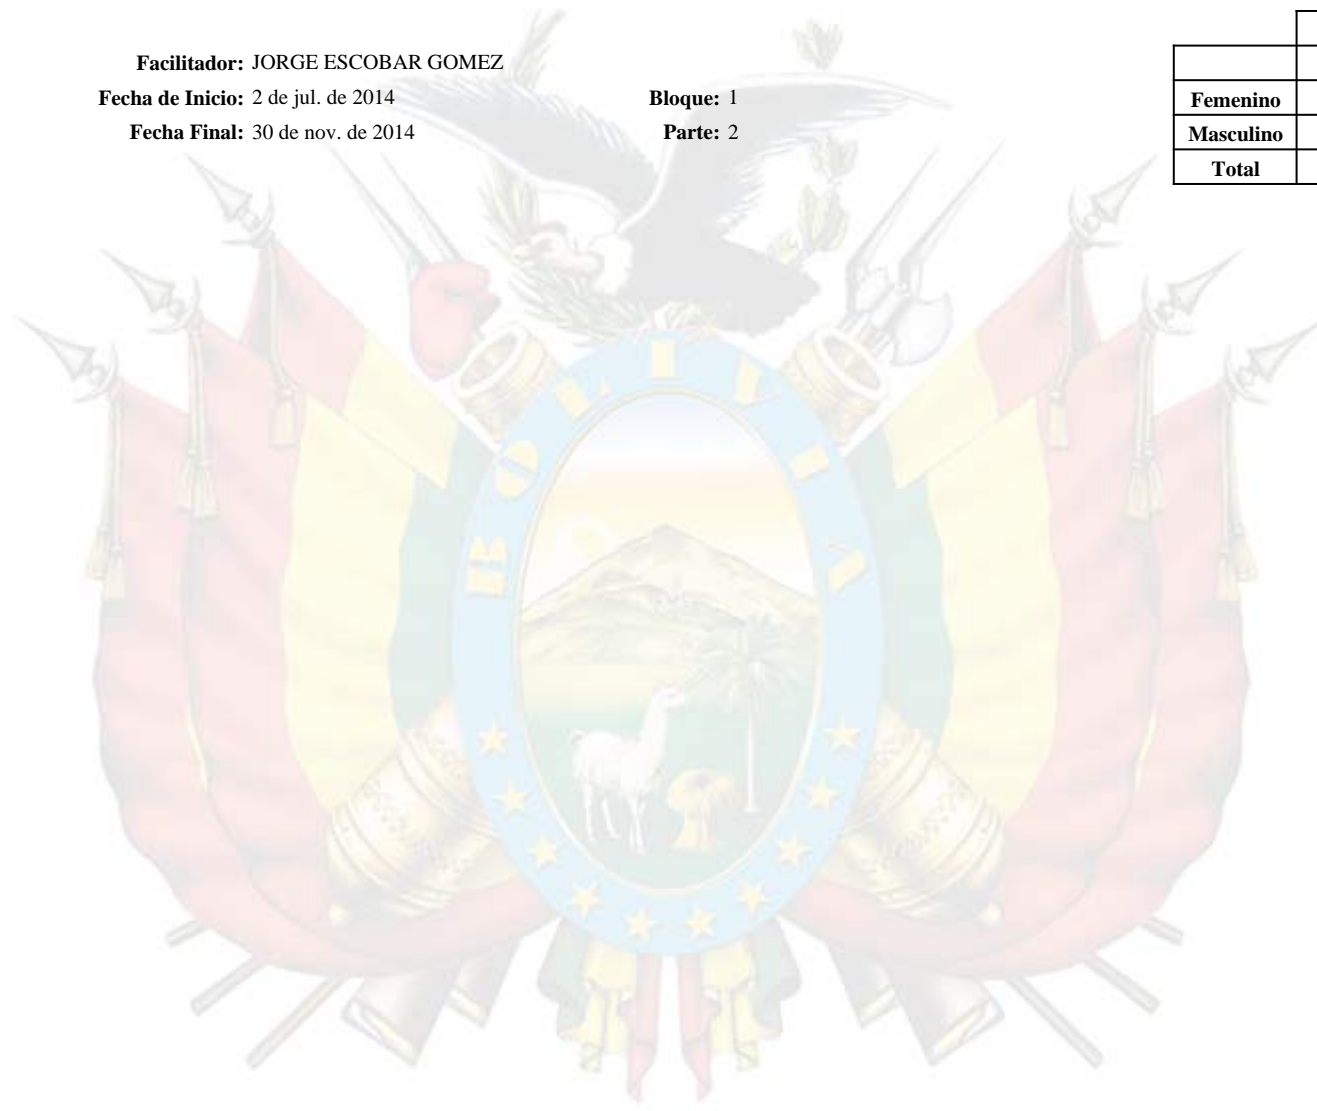 Facilitador: JORGE ESCOBAR GOMEZ
Fecha de Inicio: 2 de jul. de 2014 Bloque: 1
Fecha Final: 30 de nov. de 2014 Parte: 2
Femenino
Masculino
Total
BOLIVIA